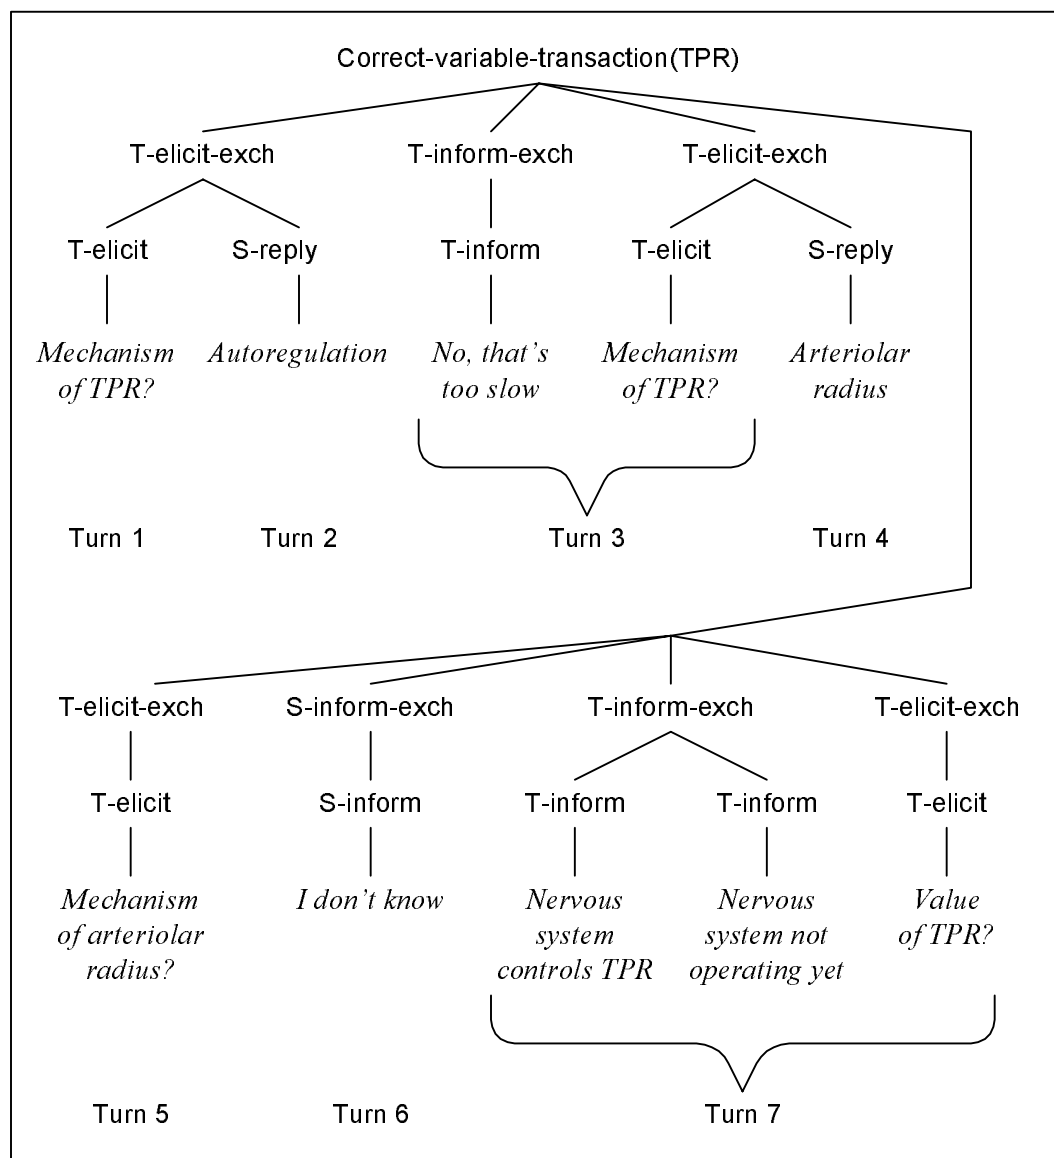 Correct-variable-transaction(TPR)
T-elicit-exch T-inform-exch T-elicit-exch
T-elicit S-reply T-inform T-elicit S-reply
Mechanism Autoregulation No, that's Mechanism Arteriolar
of TPR? too slow of TPR? radius
Turn 1 Turn 2 Turn 3 Turn 4
T-elicit-exch S-inform-exch T-inform-exch T-elicit-exch
T-elicit S-inform T-inform T-inform T-elicit
Mechanism I don't know Nervous Nervous Value
of arteriolar system system not of TPR?
radius? controls TPR operating yet
Turn 5 Turn 6 Turn 7